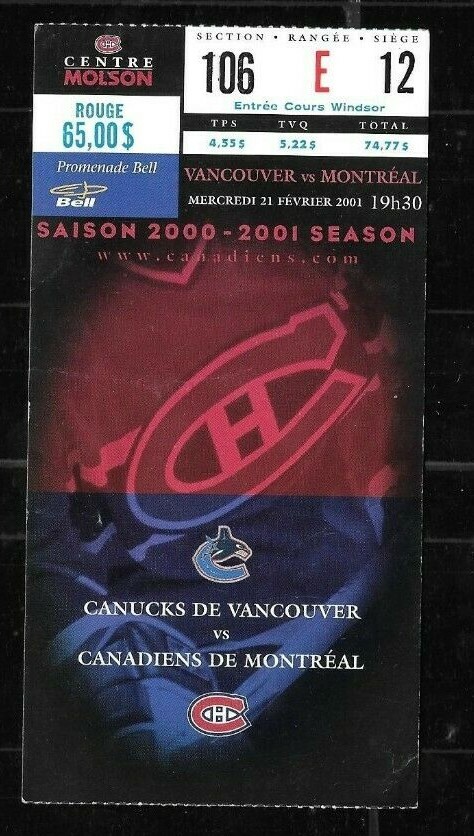 CENTRE
MOLSON
ROUGE
65,00 $
Promenade Bell
Bell
SECTION • RANGÉE • SIÈGE
106 E 12
Entrée Cours Windsor
TPS TVQ TOTAL
4,55 $ 5,22 $ 74,77 $
VANCOUVER vs MONTRÉAL
MERCREDI 21 FÉVRIER 2001 19h30
SAISON 2000 - 2001 SEASON
www.canadiens.com
CANUCKS DE VANCOUVER
vs
CANADIENS DE MONTRÉAL